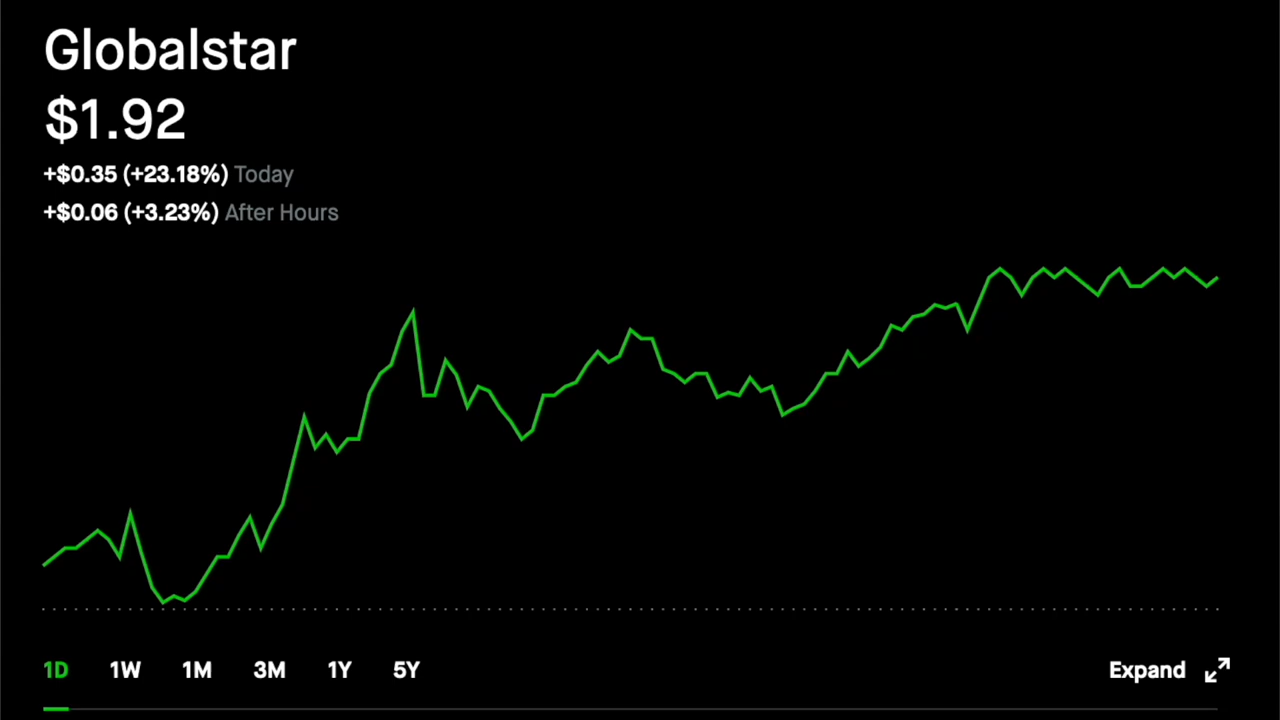 Globalstar
$1.92
+$0.35 (+23.18%) Today
+$0.06 (+3.23%) After Hours
1D 1W 1M 3M 1Y 5Y Expand